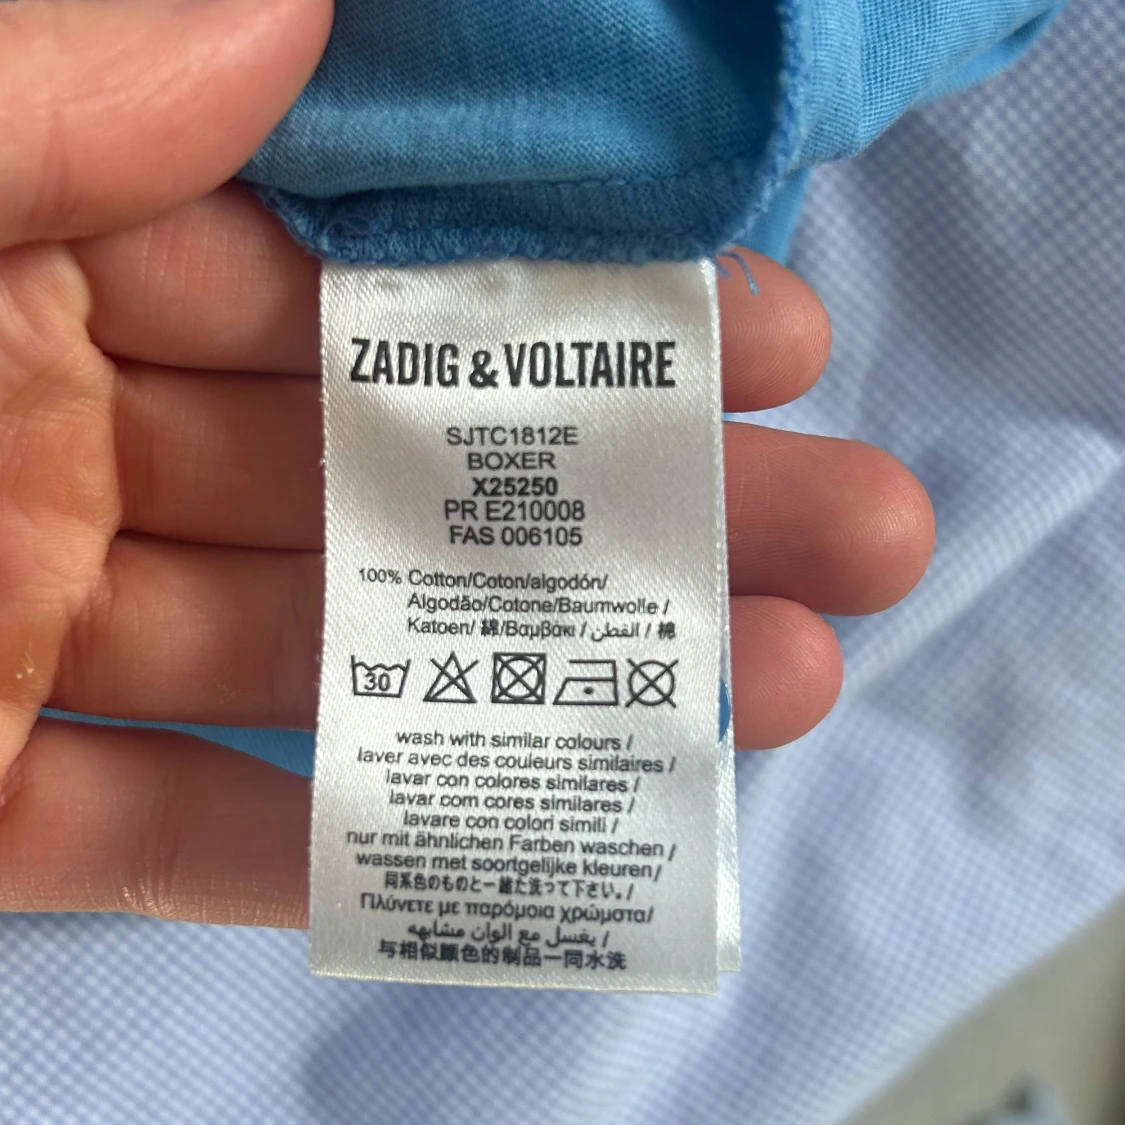 ZADIG & VOLTAIRE
SJTC1812E
BOXER
X25250
PR E210008
FAS 006105
100% Cotton/Coton/algodón/
Algodão/Cotone/Baumwolle /
Katoen/ 綿/Βαμβακι / القطن / 棉
30
wash with similar colours /
laver avec des couleurs similaires /
lavar con colores similares /
lavar com cores similares /
lavare con colori simili /
nur mit ähnlichen Farben waschen /
wassen met soortgelijke kleuren/
同系色のものと一緒に洗って下さい。/
Πλύνετε με παρόμοια χρώματα/
يغسل مع الوان مشابهه /
与相似颜色的制品一同水洗